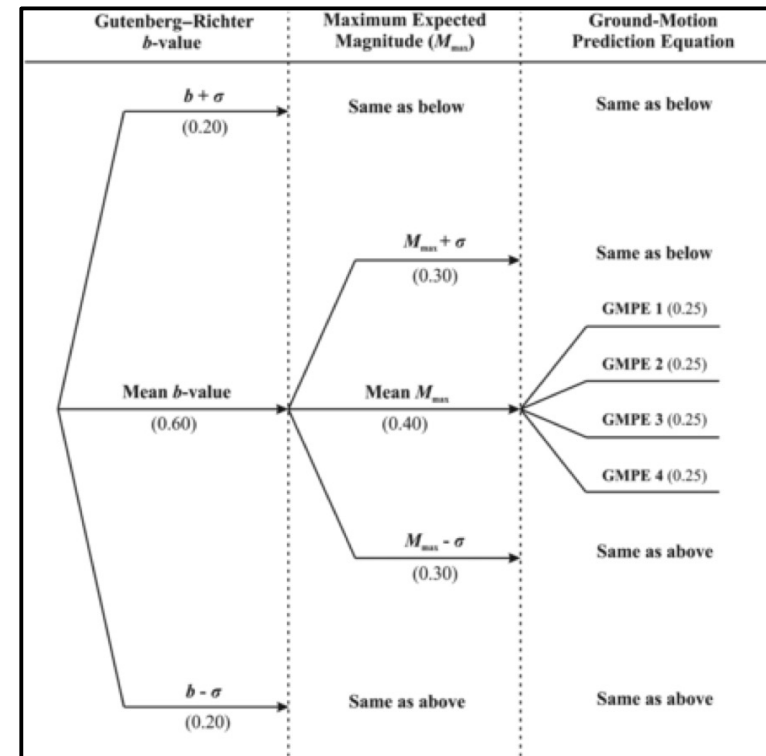 Gutenberg–Richter
b-value
Maximum Expected
Magnitude (Mmax)
Ground-Motion
Prediction Equation
b + σ
(0.20)
Same as below
Same as below
Mmax + σ
(0.30)
Same as below
GMPE 1 (0.25)
GMPE 2 (0.25)
Mean b-value
(0.60)
Mean Mmax
(0.40)
GMPE 3 (0.25)
GMPE 4 (0.25)
Mmax - σ
(0.30)
Same as above
b - σ
(0.20)
Same as above
Same as above